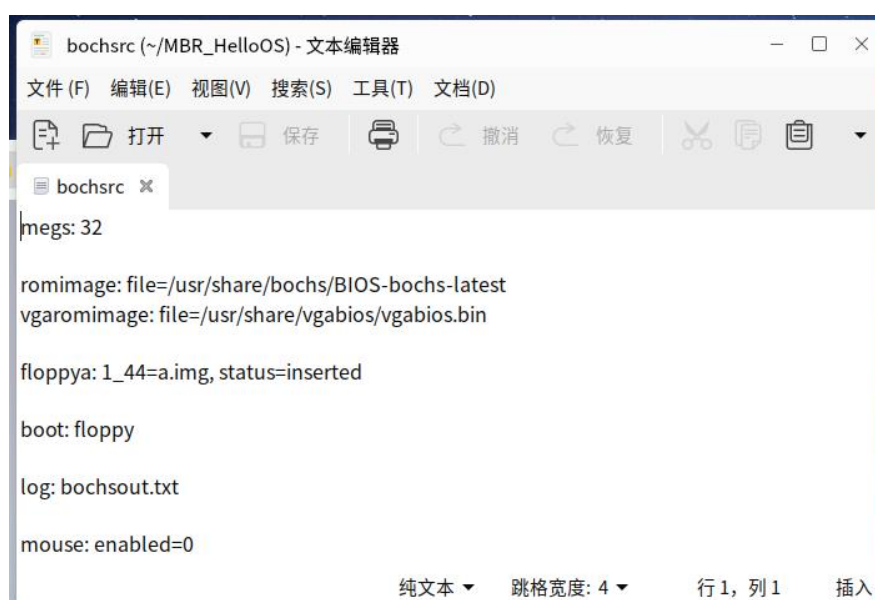 bochsrc (~/MBR_HelloOS) - 文本编辑器
文件 (F) 编辑(E) 视图(V) 搜索(S) 工具(T) 文档(D)
打开 保存 撤消 恢复
bochsrc
megs: 32
romimage: file=/usr/share/bochs/BIOS-bochs-latest
vgaromimage: file=/usr/share/vgabios/vgabios.bin
floppya: 1_44=a.img, status=inserted
boot: floppy
log: bochsout.txt
mouse: enabled=0
纯文本 跳格宽度: 4 行 1，列 1 插入